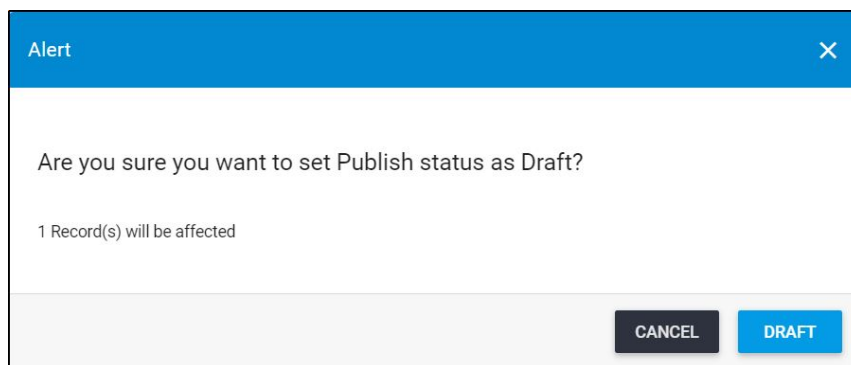 Alert
Are you sure you want to set Publish status as Draft?
1 Record(s) will be affected
CANCEL DRAFT